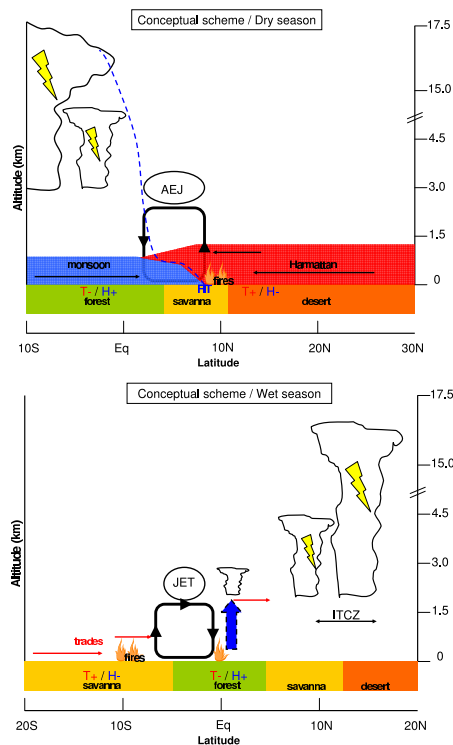 Conceptual scheme / Dry season
17.5
15.0
4.5
3.0
1.5
0
Altitude (km)
AEJ
monsoon
Harmattan
fires
FIT
T- / H+
T+ / H-
forest
savanna
desert
10S
Eq
10N
20N
30N
Latitude
Conceptual scheme / Wet season
17.5
15.0
4.5
3.0
1.5
0
Altitude (km)
JET
ITCZ
trades
fires
T+ / H-
T- / H+
savanna
forest
savanna
desert
20S
10S
Eq
10N
20N
Latitude